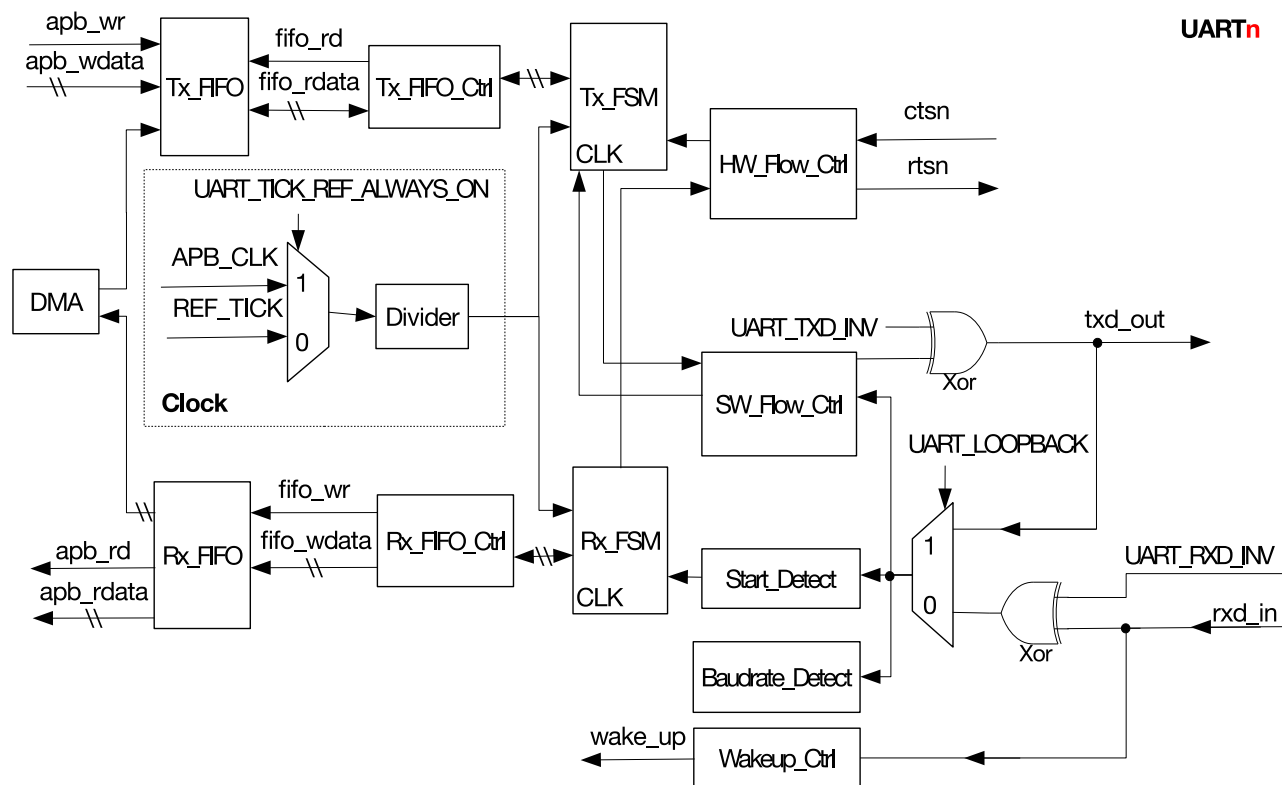 UARTn
apb_wr
apb_wdata
Tx_FIFO
fifo_rd
fifo_rdata
Tx_FIFO_Ctrl
Tx_FSM
CLK
HW_Flow_Ctrl
ctsn
rtsn
UART_TICK_REF_ALWAYS_ON
APB_CLK
REF_TICK
1
0
Divider
Clock
DMA
UART_TXD_INV
Xor
txd_out
SW_Flow_Ctrl
UART_LOOPBACK
1
0
fifo_wr
fifo_wdata
Rx_FIFO
Rx_FIFO_Ctrl
Rx_FSM
CLK
apb_rd
apb_rdata
Start_Detect
UART_RXD_INV
rxd_in
Xor
Baudrate_Detect
wake_up
Wakeup_Ctrl